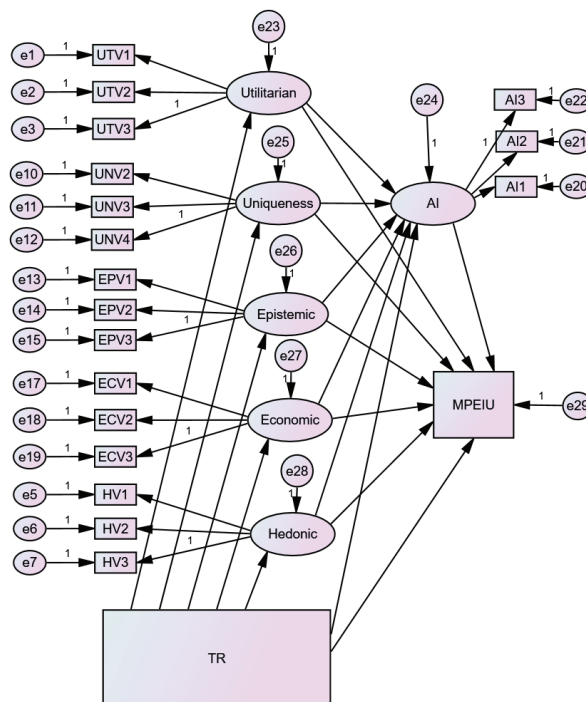 e23
1
e1 1 UTV1
e2 1 UTV2
e3 1 UTV3
1
Utilitarian
e24
1
AI3 1 e22
1
AI2 1 e21
AI1 1 e20
e25
1
e10 1 UNV2
e11 1 UNV3
e12 1 UNV4
1
Uniqueness
AI
e26
1
e13 1 EPV1
e14 1 EPV2
e15 1 EPV3
1
Epistemic
e27
1
e17 1 ECV1
e18 1 ECV2
e19 1 ECV3
1
Economic
MPEIU
1 e29
e28
1
e5 1 HV1
e6 1 HV2
e7 1 HV3
1
Hedonic
TR